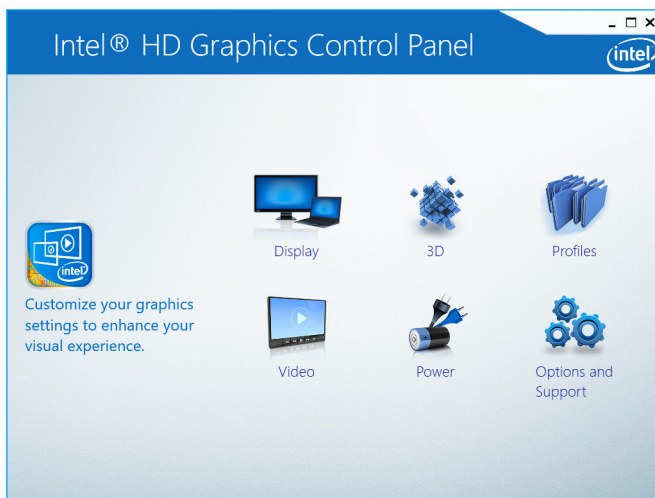 Intel® HD Graphics Control Panel
intel
Display
3D
Profiles
intel
Customize your graphics
settings to enhance your
visual experience.
Video
Power
Options and
Support